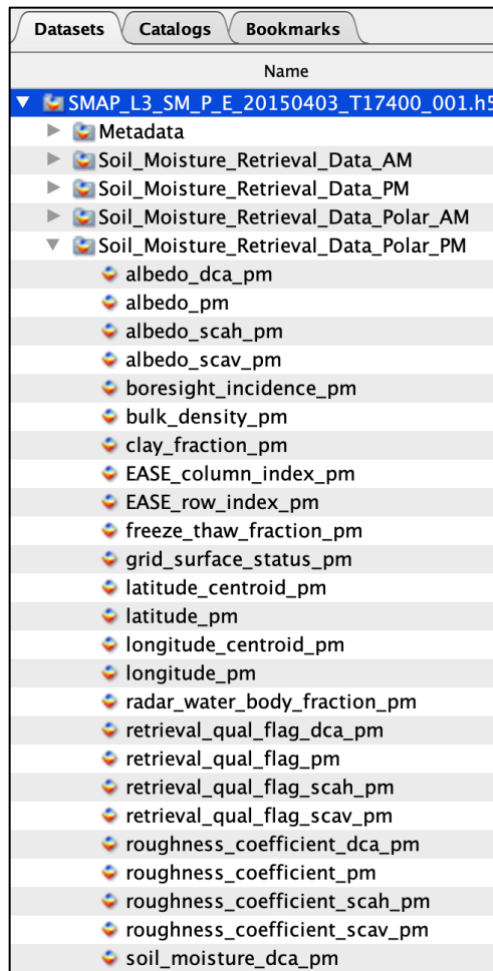 Datasets Catalogs Bookmarks
Name
SMAP_L3_SM_P_E_20150403_T17400_001.h5
Metadata
Soil_Moisture_Retrieval_Data_AM
Soil_Moisture_Retrieval_Data_PM
Soil_Moisture_Retrieval_Data_Polar_AM
Soil_Moisture_Retrieval_Data_Polar_PM
albedo_dca_pm
albedo_pm
albedo_scah_pm
albedo_scav_pm
boresight_incidence_pm
bulk_density_pm
clay_fraction_pm
EASE_column_index_pm
EASE_row_index_pm
freeze_thaw_fraction_pm
grid_surface_status_pm
latitude_centroid_pm
latitude_pm
longitude_centroid_pm
longitude_pm
radar_water_body_fraction_pm
retrieval_qual_flag_dca_pm
retrieval_qual_flag_pm
retrieval_qual_flag_scah_pm
retrieval_qual_flag_scav_pm
roughness_coefficient_dca_pm
roughness_coefficient_pm
roughness_coefficient_scah_pm
roughness_coefficient_scav_pm
soil_moisture_dca_pm